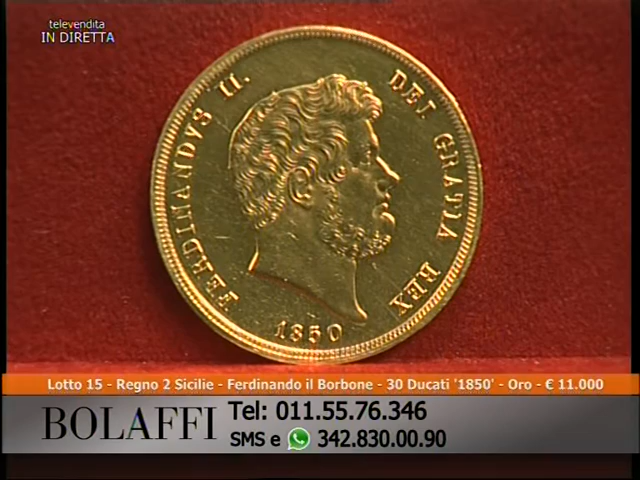 televendita
IN DIRETTA
FERDINANDVS II. DEI GRATIA REX
1850
Lotto 15 - Regno 2 Sicilie - Ferdinando il Borbone - 30 Ducati '1850' - Oro - € 11.000
BOLAFFI
Tel: 011.55.76.346
SMS e 342.830.00.90